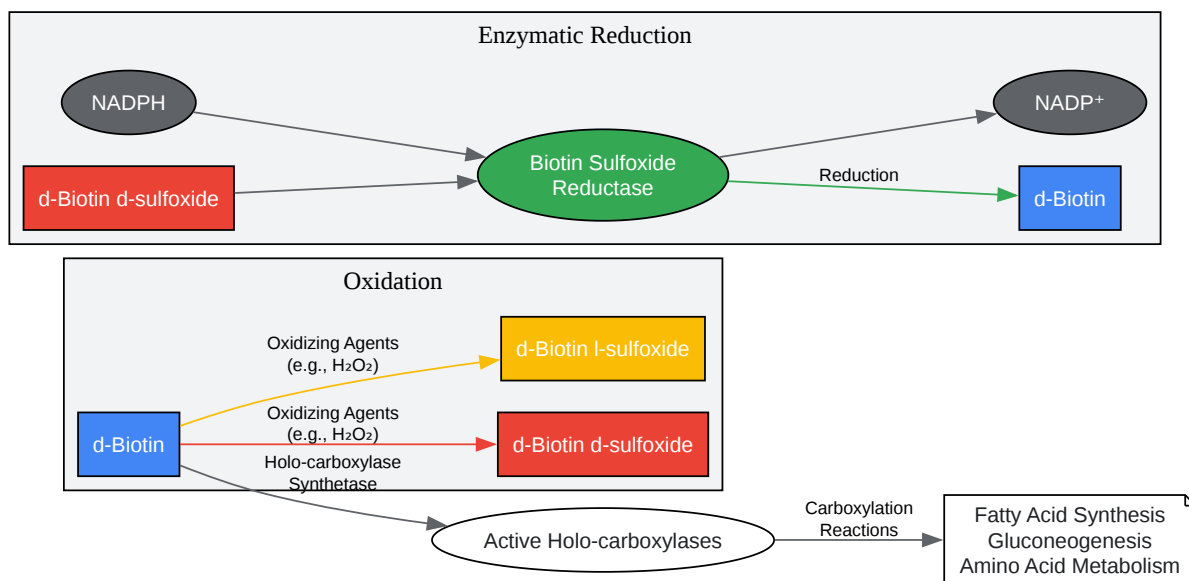 Enzymatic Reduction
NADPH
NADP⁺
Biotin Sulfoxide
Reductase
Reduction
d-Biotin d-sulfoxide
d-Biotin
Oxidation
Oxidizing Agents
(e.g., H₂O₂)
d-Biotin l-sulfoxide
Oxidizing Agents
(e.g., H₂O₂)
d-Biotin
d-Biotin d-sulfoxide
Holo-carboxylase
Synthetase
Active Holo-carboxylases
Carboxylation
Reactions
Fatty Acid Synthesis
Gluconeogenesis
Amino Acid Metabolism